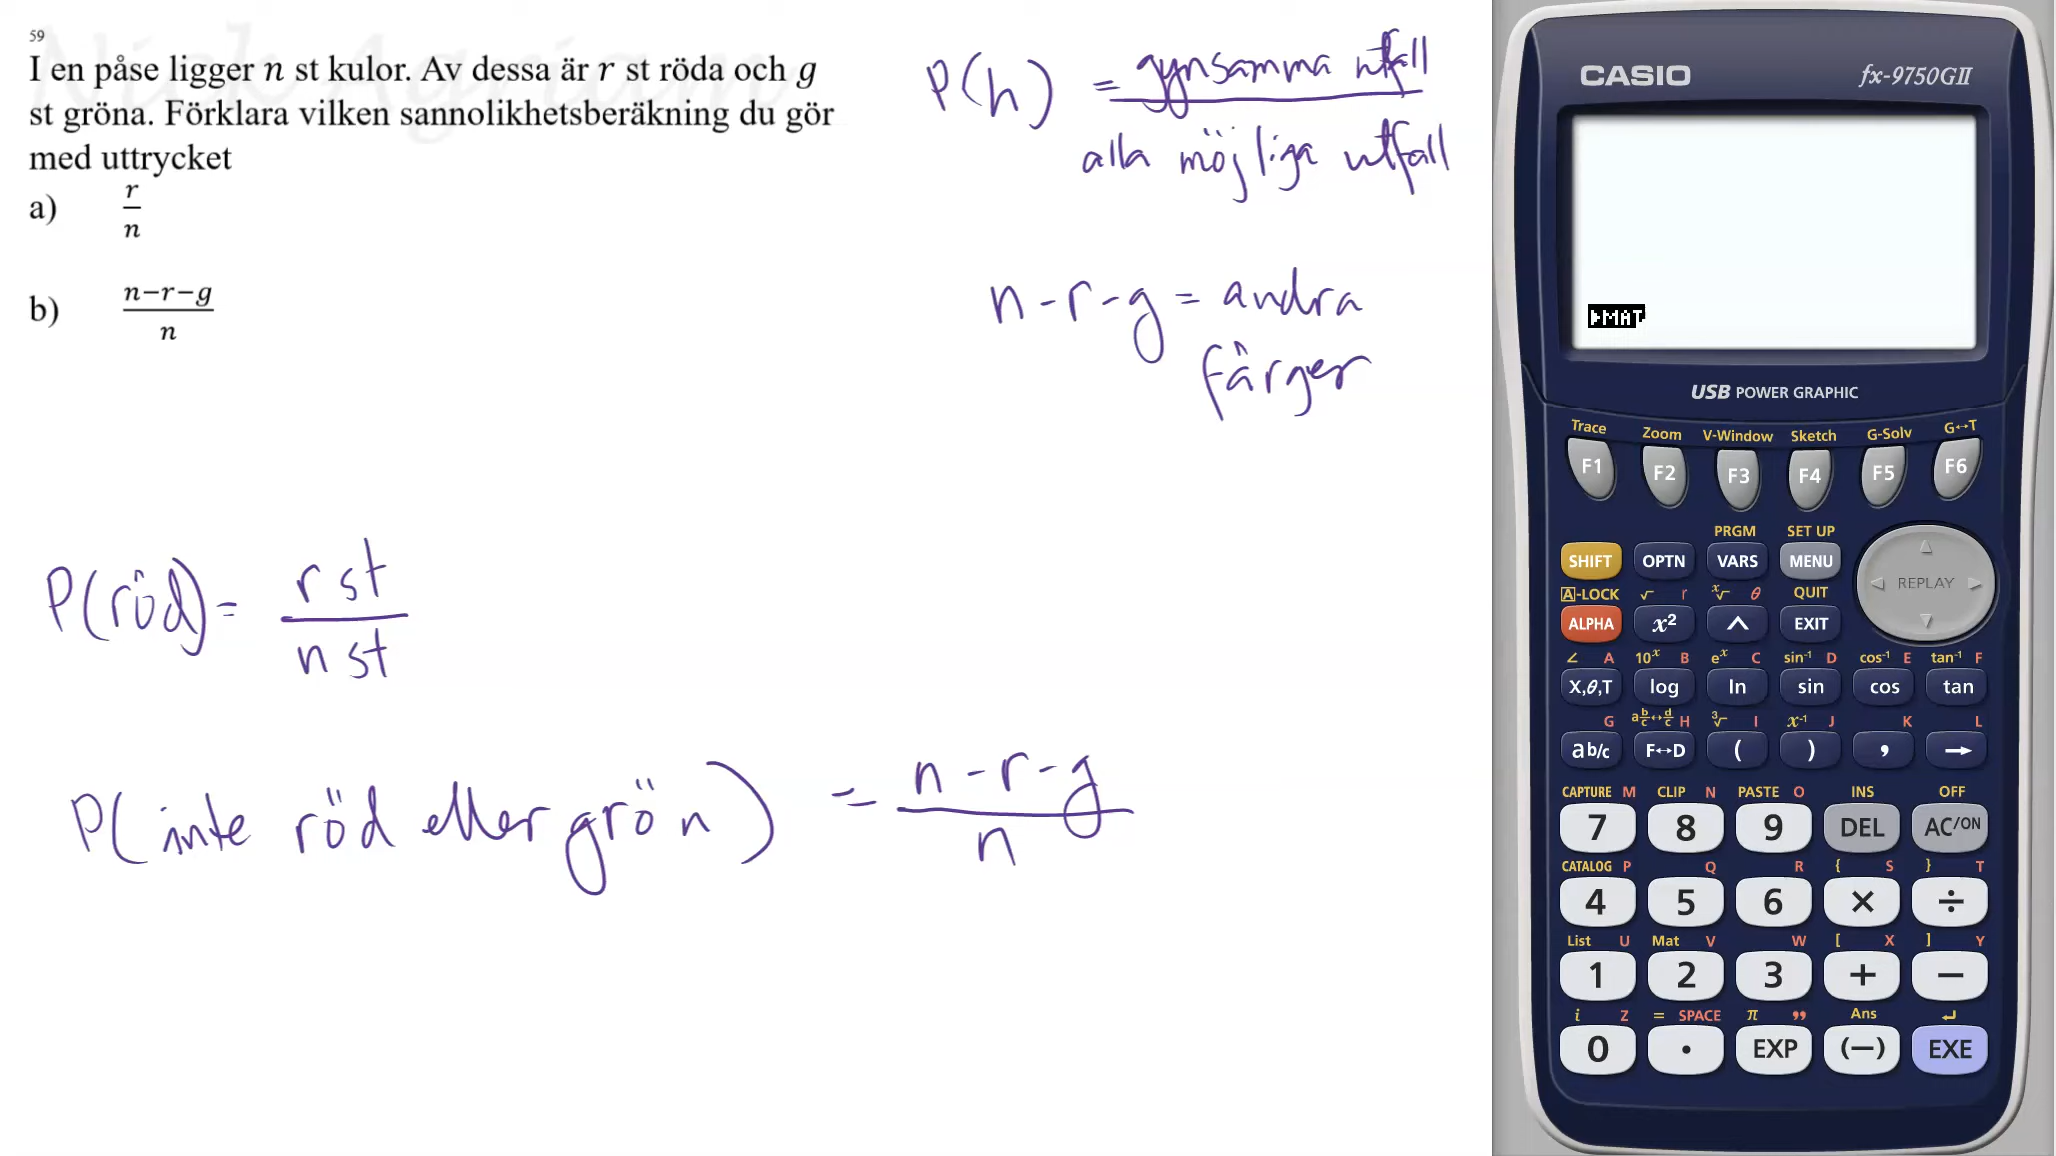 Nick Agriam
59
I en påse ligger n st kulor. Av dessa är r st röda och g
st gröna. Förklara vilken sannolikhetsberäkning du gör
med uttrycket
a) r/n
b) n−r−g/n
P(h) = gynsamma utfall
alla möjliga utfall
n-r-g = andra
färger
P(röd) = r st
n st
P(inte röd eller grön) = n-r-g
n
CASIO fx-9750GII
▶MAT
USB POWER GRAPHIC
Trace Zoom V-Window Sketch G-Solv G↔T
F1 F2 F3 F4 F5 F6
PRGM SET UP
SHIFT OPTN VARS MENU
REPLAY
A-LOCK √ r ˣ√ θ QUIT
ALPHA x² ^ EXIT
∠ A 10ˣ B eˣ C sin⁻¹ D cos⁻¹ E tan⁻¹ F
X,θ,T log ln sin cos tan
G a b/c↔d/c H ³√ I x⁻¹ J K L
a b/c F↔D ( ) , →
CAPTURE M CLIP N PASTE O INS OFF
7 8 9 DEL AC/ON
CATALOG P Q R { S } T
4 5 6 × ÷
List U Mat V W [ X ] Y
1 2 3 + −
i Z = SPACE π ” Ans ↵
0 . EXP (−) EXE